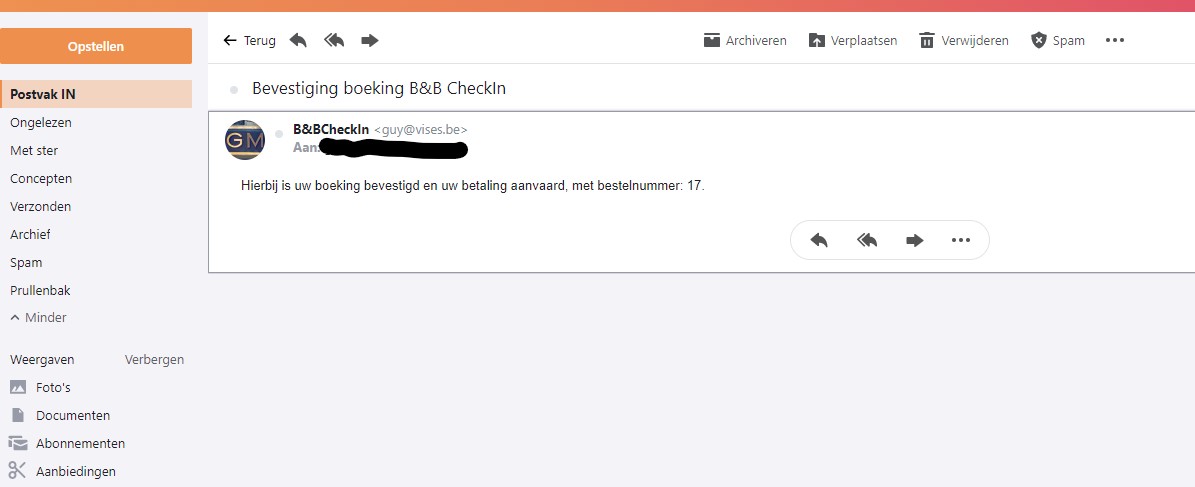 Opstellen
Postvak IN
Ongelezen
Met ster
Concepten
Verzonden
Archief
Spam
Prullenbak
Minder
Weergaven Verbergen
Foto's
Documenten
Abonnementen
Aanbiedingen
Terug Archiveren Verplaatsen Verwijderen Spam
Bevestiging boeking B&B CheckIn
GM
B&BCheckIn <guy@vises.be>
Aan:
Hierbij is uw boeking bevestigd en uw betaling aanvaard, met bestelnummer: 17.